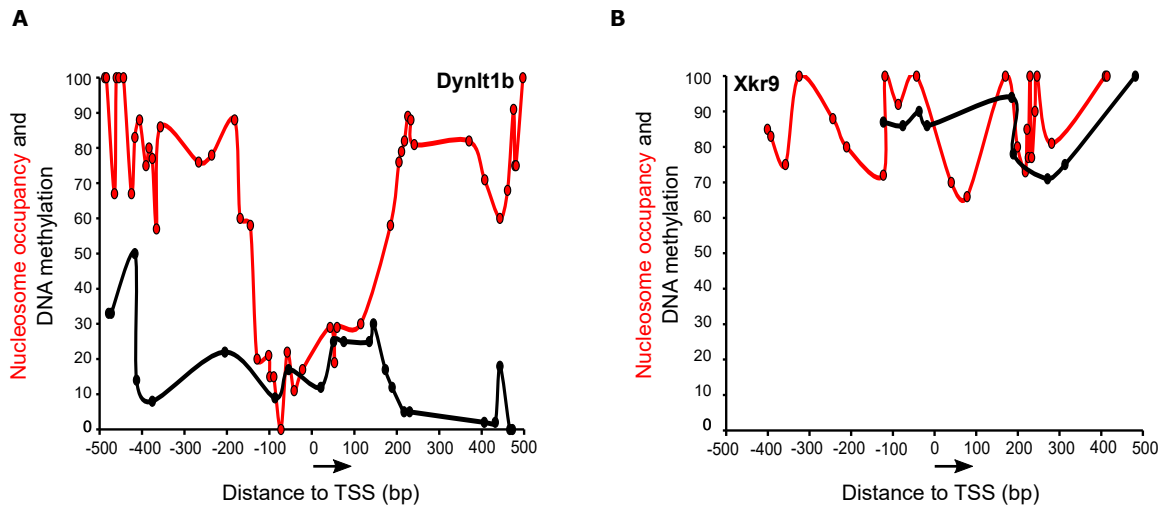 A
Nucleosome occupancy and
DNA methylation
Dynlt1b
100
90
80
70
60
50
40
30
20
10
0
-500 -400 -300 -200 -100 0 100 200 300 400 500
Distance to TSS (bp)
B
Nucleosome occupancy and
DNA methylation
Xkr9
100
90
80
70
60
50
40
30
20
10
0
-500 -400 -300 -200 -100 0 100 200 300 400 500
Distance to TSS (bp)